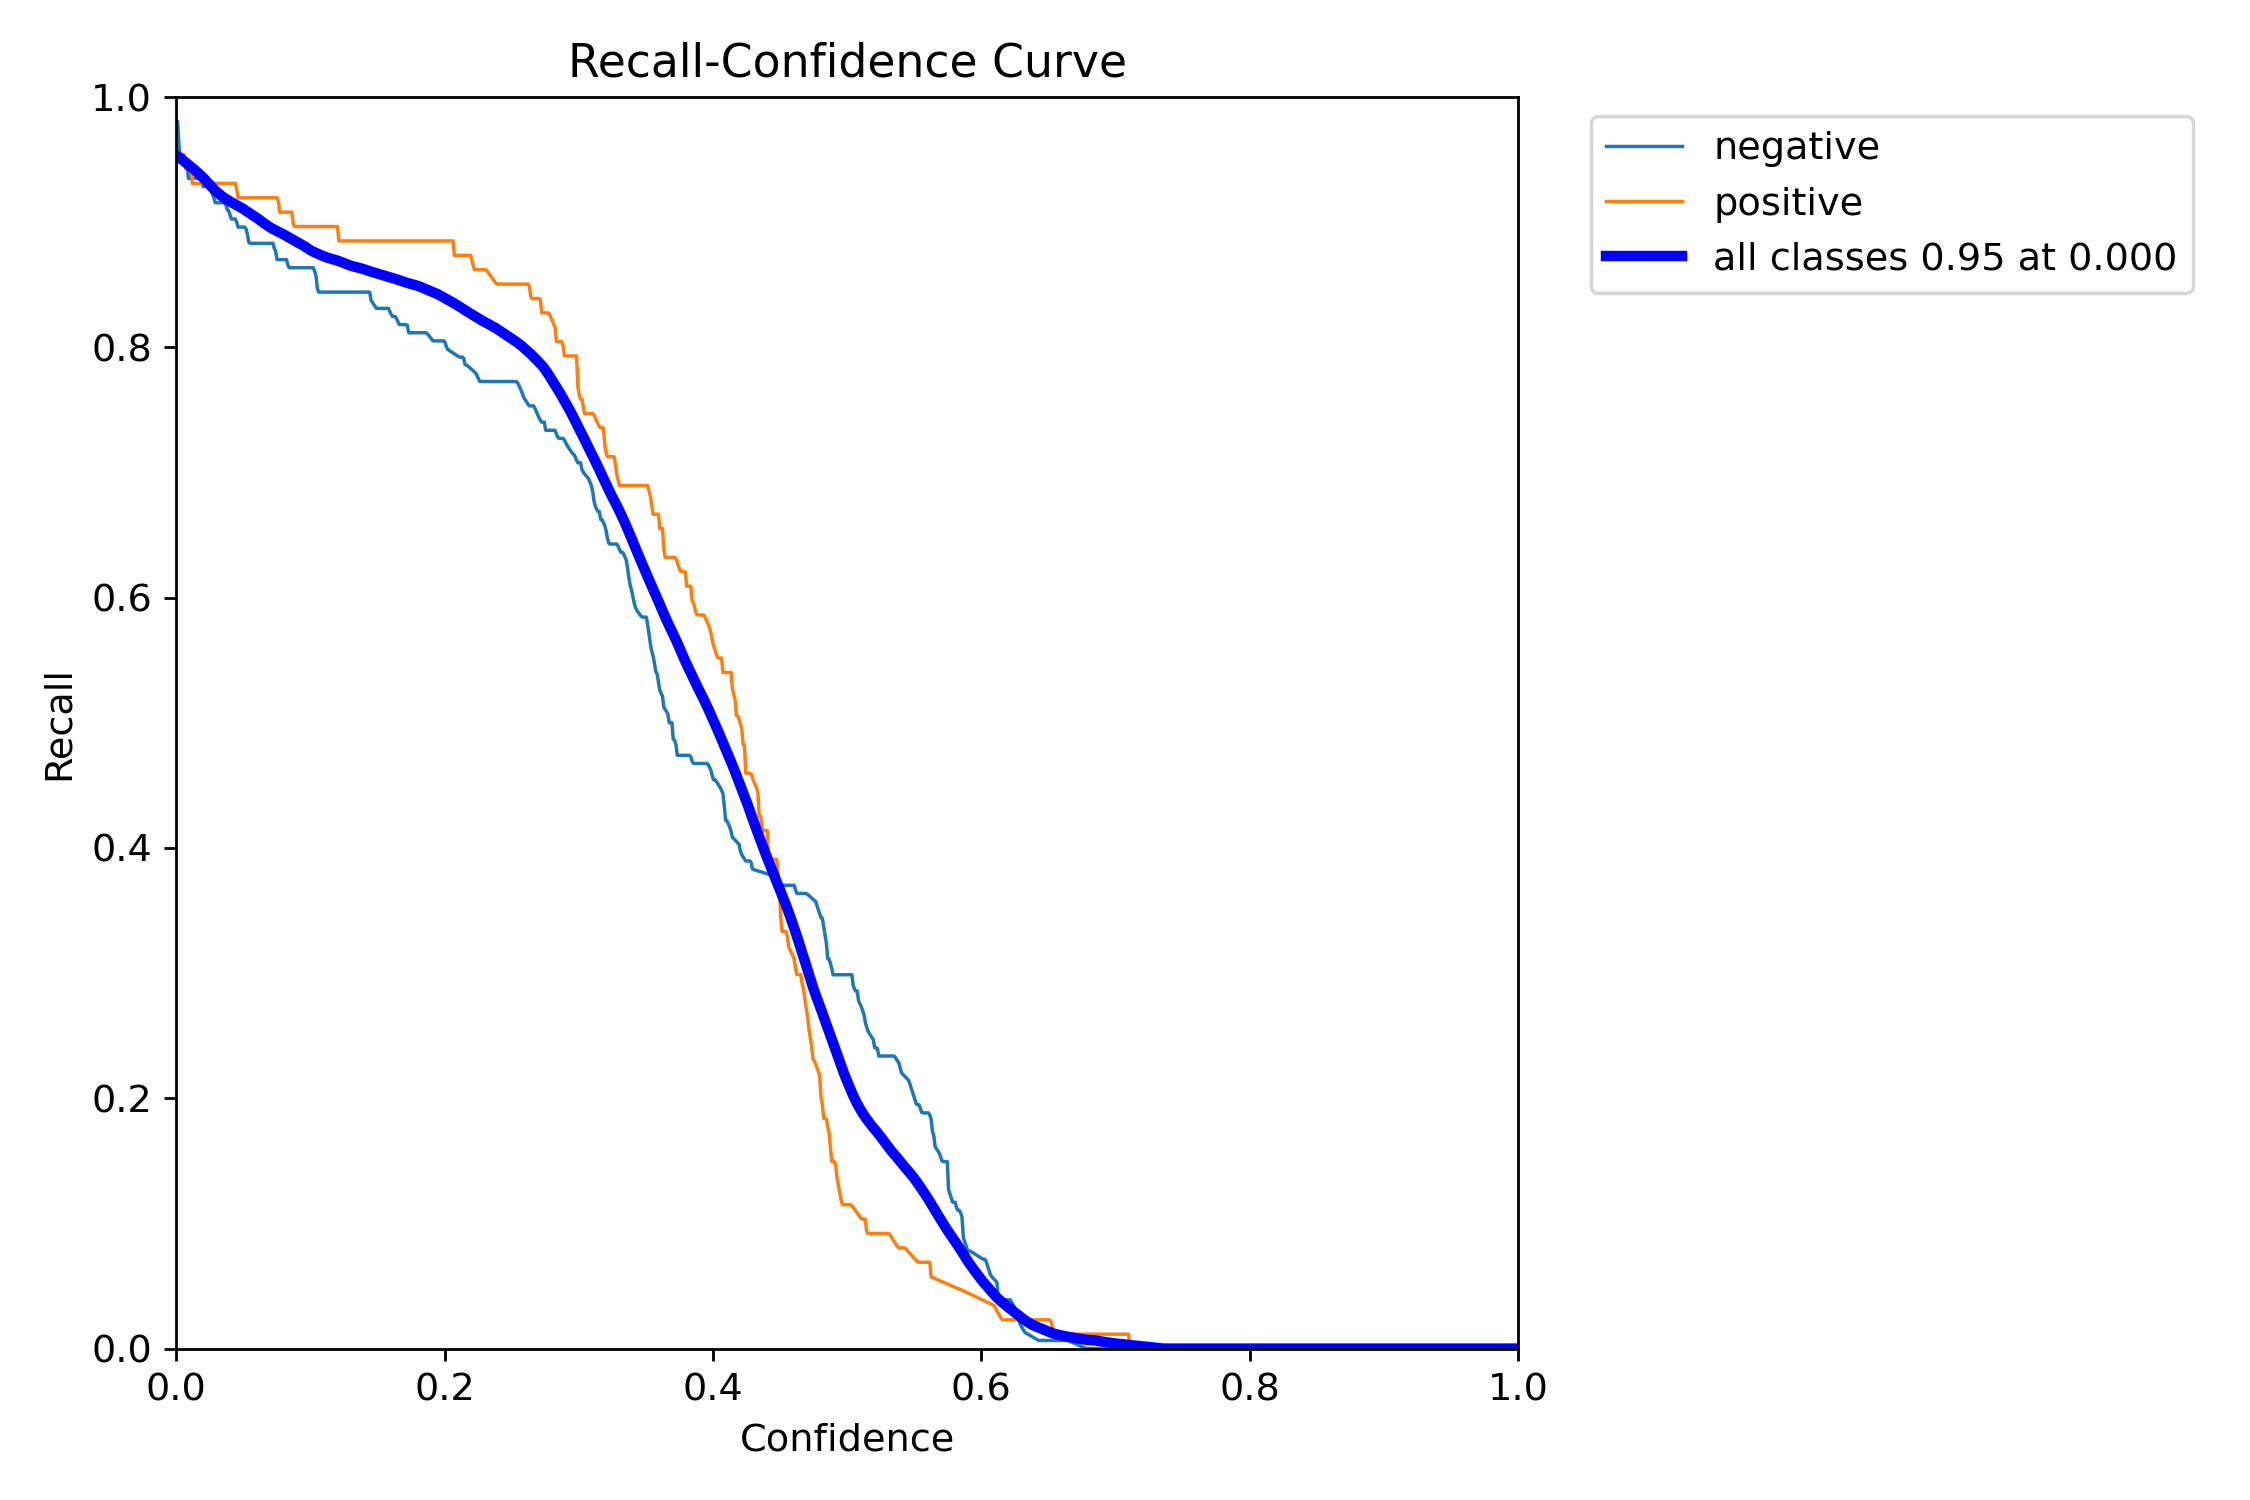 Recall-Confidence Curve
1.0
0.8
0.6
0.4
0.2
0.0
Recall
0.0 0.2 0.4 0.6 0.8 1.0
Confidence
negative
positive
all classes 0.95 at 0.000